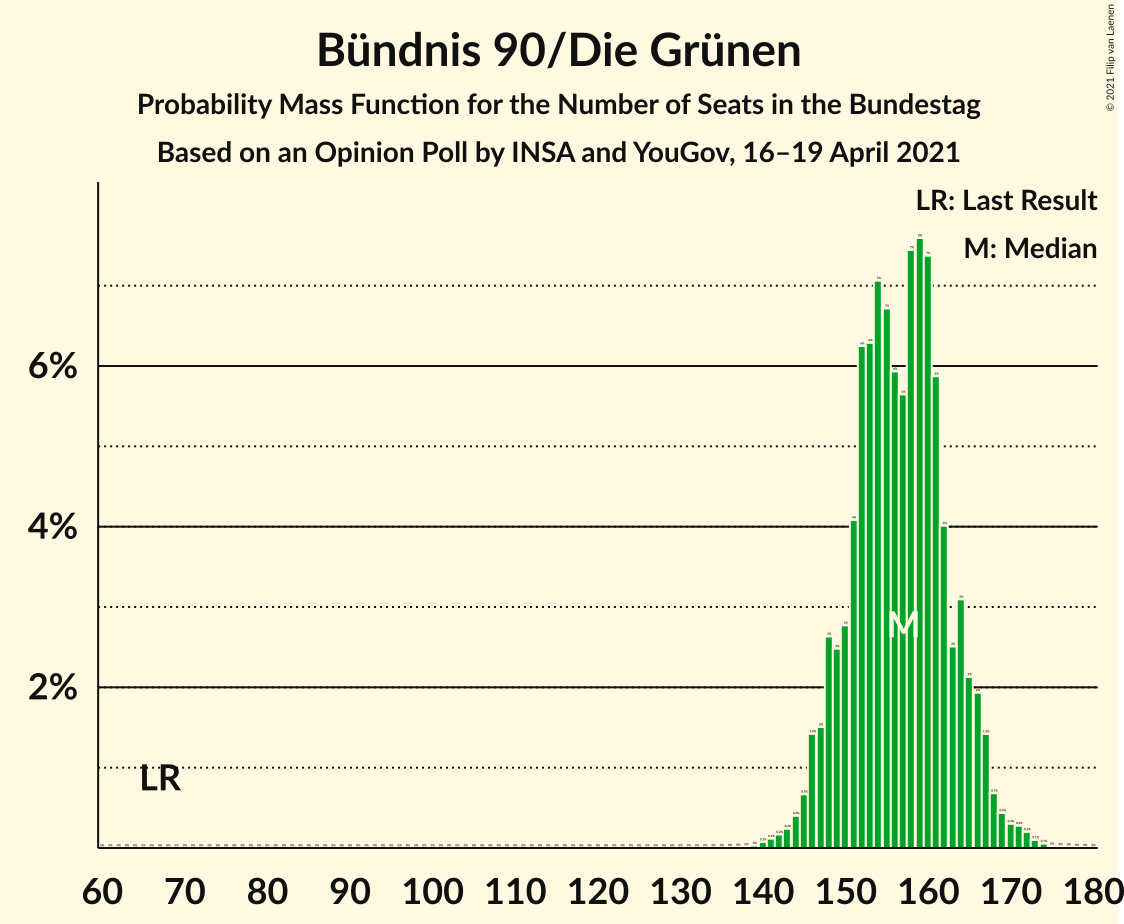 Bündnis 90/Die Grünen
Probability Mass Function for the Number of Seats in the Bundestag
Based on an Opinion Poll by INSA and YouGov, 16–19 April 2021
© 2021 Filip van Laenen
LR: Last Result
M: Median
6%
4%
2%
LR
M
60 70 80 90 100 110 120 130 140 150 160 170 180